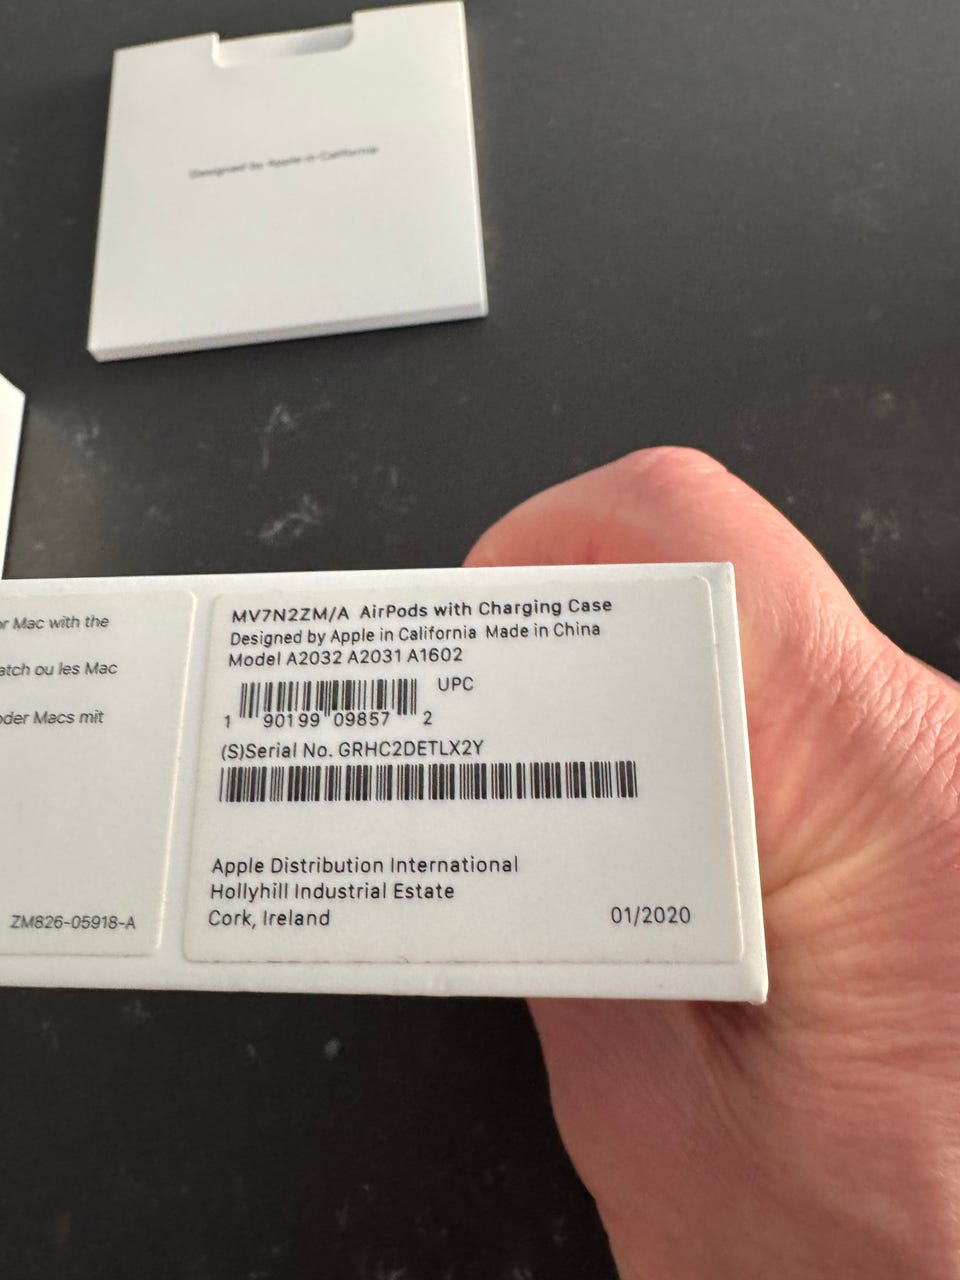 Designed by Apple in California
or Mac with the
atch ou les Mac
oder Macs mit
ZM826-05918-A
MV7N2ZM/A AirPods with Charging Case
Designed by Apple in California Made in China
Model A2032 A2031 A1602
UPC
1 90199 09857 2
(S)Serial No. GRHC2DETLX2Y
Apple Distribution International
Hollyhill Industrial Estate
Cork, Ireland
01/2020